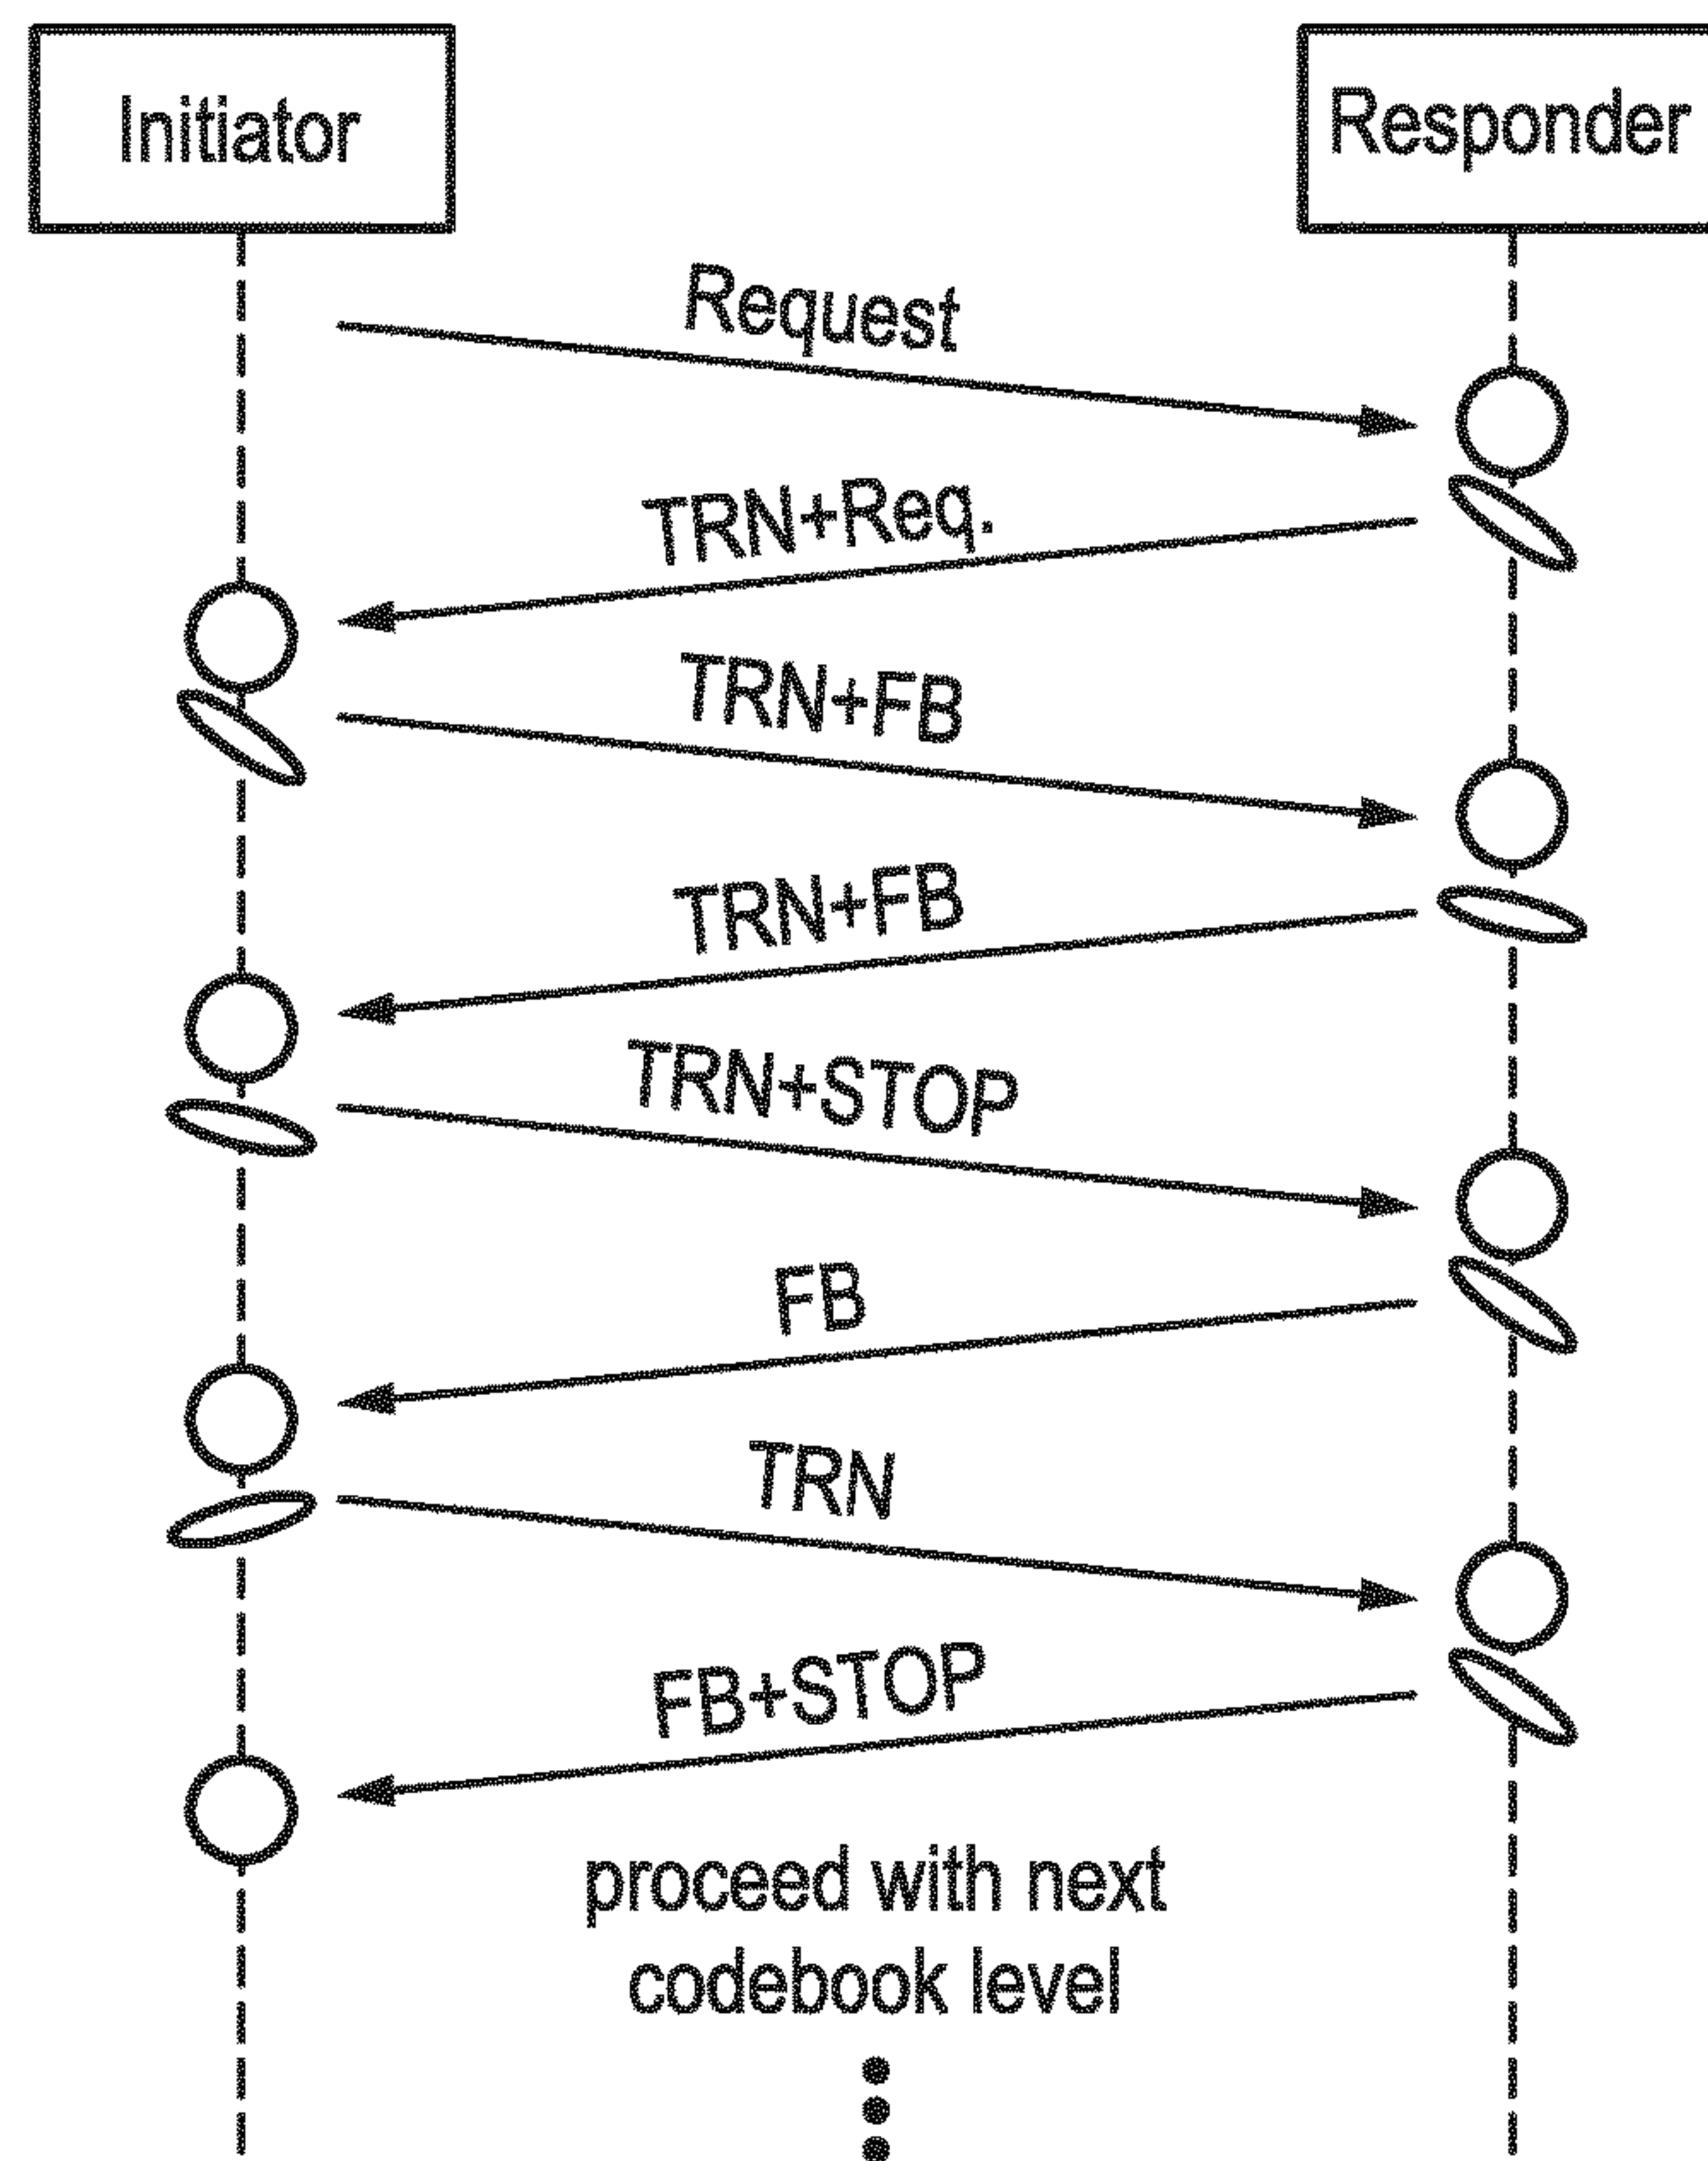 Initiator
Responder
Request
TRN+Req.
TRN+FB
TRN+FB
TRN+STOP
FB
TRN
FB+STOP
proceed with next
codebook level